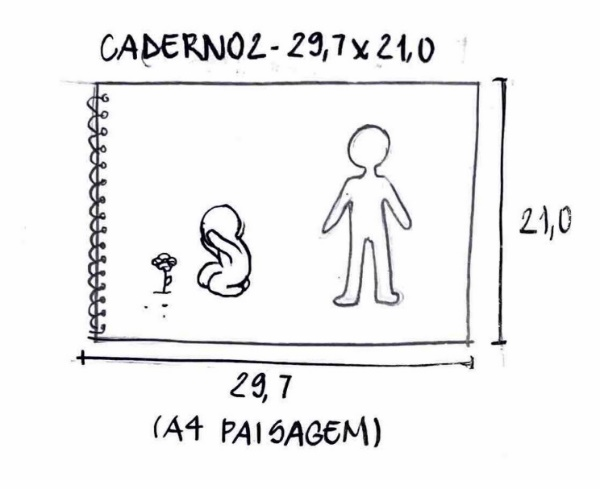 CADERNO2 - 29,7 x 21,0
21,0
29,7
(A4 PAISAGEM)